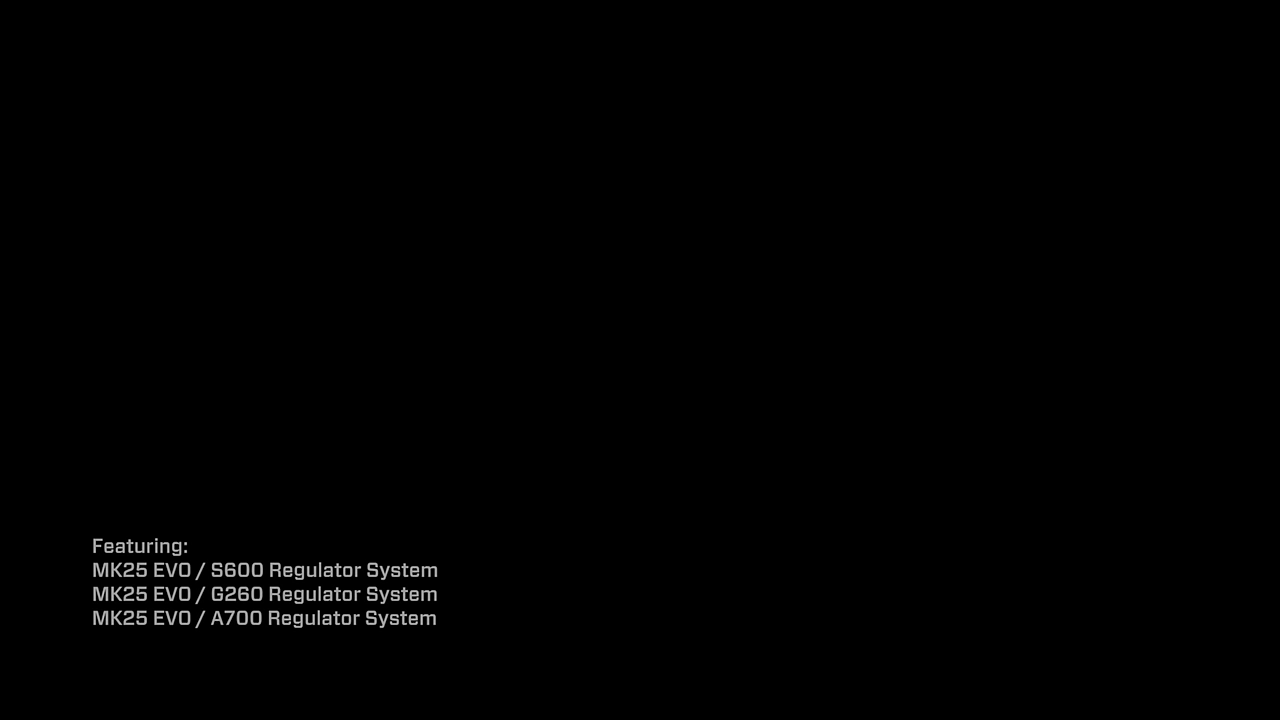 Featuring:
MK25 EVO / S600 Regulator System
MK25 EVO / G260 Regulator System
MK25 EVO / A700 Regulator System